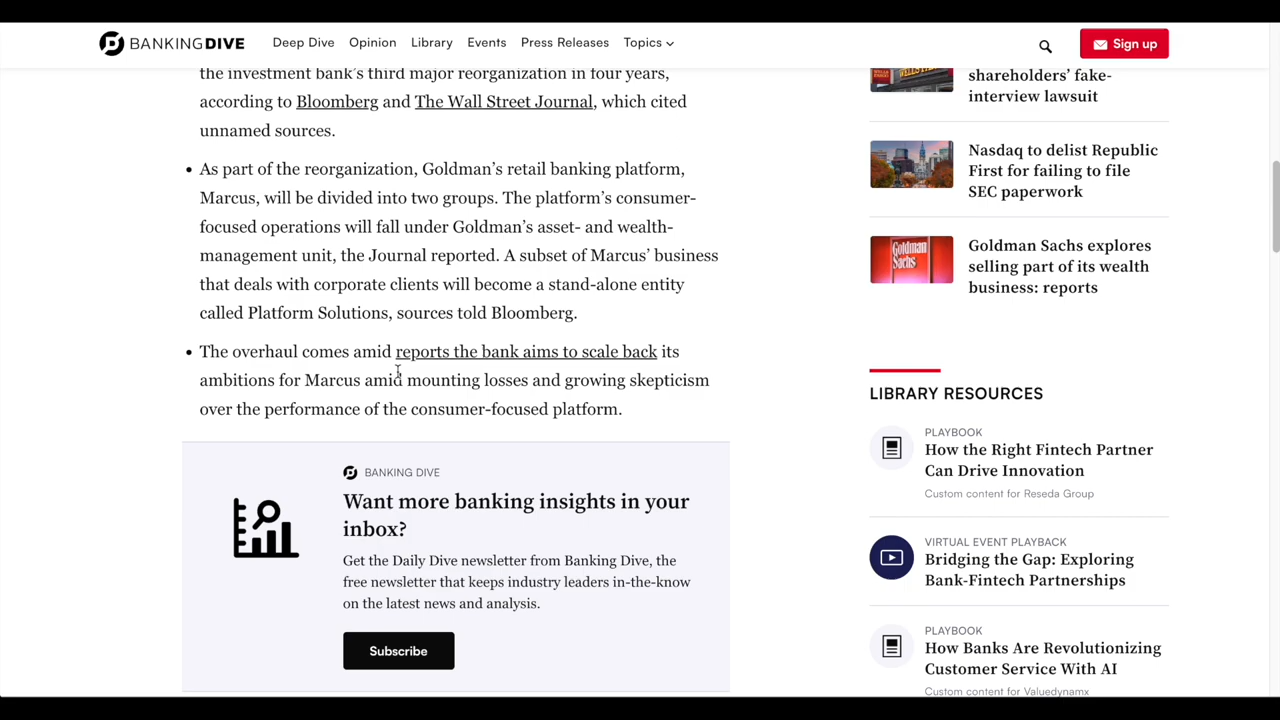 BANKINGDIVE
Deep Dive
Opinion
Library
Events
Press Releases
Topics
Sign up
the investment bank’s third major reorganization in four years,
according to Bloomberg and The Wall Street Journal, which cited
unnamed sources.
As part of the reorganization, Goldman’s retail banking platform,
Marcus, will be divided into two groups. The platform’s consumer-
focused operations will fall under Goldman’s asset- and wealth-
management unit, the Journal reported. A subset of Marcus’ business
that deals with corporate clients will become a stand-alone entity
called Platform Solutions, sources told Bloomberg.
The overhaul comes amid reports the bank aims to scale back its
ambitions for Marcus amid mounting losses and growing skepticism
over the performance of the consumer-focused platform.
BANKING DIVE
Want more banking insights in your
inbox?
Get the Daily Dive newsletter from Banking Dive, the
free newsletter that keeps industry leaders in-the-know
on the latest news and analysis.
Subscribe
shareholders’ fake-
interview lawsuit
Nasdaq to delist Republic
First for failing to file
SEC paperwork
Goldman
Sachs
Goldman Sachs explores
selling part of its wealth
business: reports
LIBRARY RESOURCES
PLAYBOOK
How the Right Fintech Partner
Can Drive Innovation
Custom content for Reseda Group
VIRTUAL EVENT PLAYBACK
Bridging the Gap: Exploring
Bank-Fintech Partnerships
PLAYBOOK
How Banks Are Revolutionizing
Customer Service With AI
Custom content for Valuedynamx